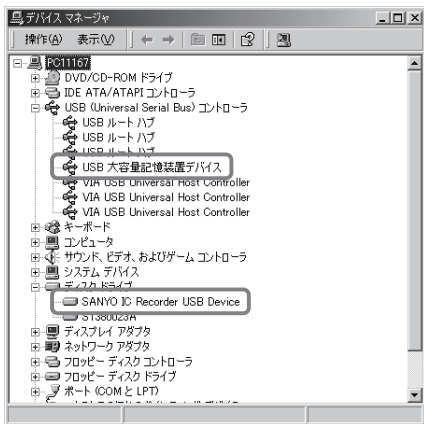 デバイス マネージャ
操作(A) 表示(V)
PC11167
DVD/CD-ROM ドライブ
IDE ATA/ATAPI コントローラ
USB (Universal Serial Bus) コントローラ
USB ルート ハブ
USB ルート ハブ
USB ルート ハブ
USB 大容量記憶装置デバイス
VIA USB Universal Host Controller
VIA USB Universal Host Controller
VIA USB Universal Host Controller
キーボード
コンピュータ
サウンド、ビデオ、およびゲーム コントローラ
システム デバイス
ディスク ドライブ
SANYO IC Recorder USB Device
ST380023A
ディスプレイ アダプタ
ネットワーク アダプタ
フロッピー ディスク コントローラ
フロッピー ディスク ドライブ
ポート (COM と LPT)